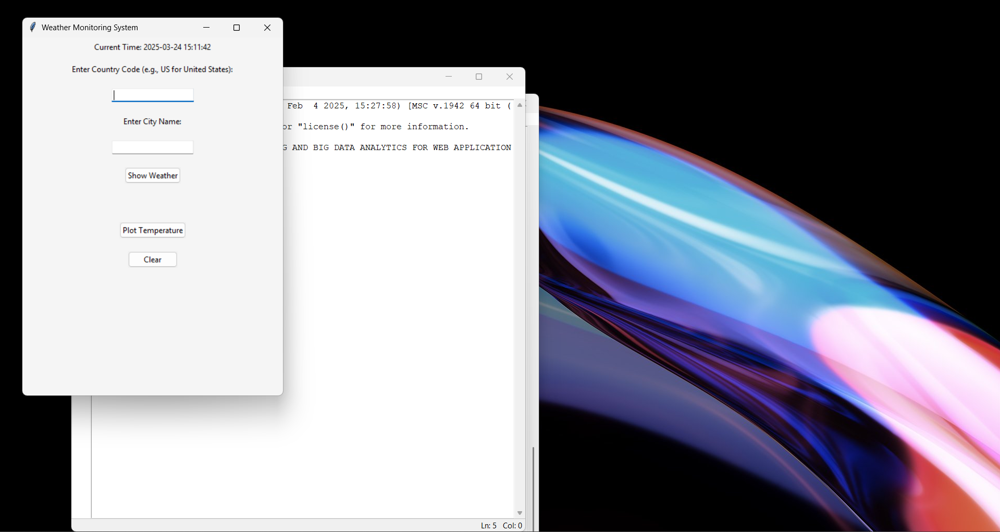 Weather Monitoring System
Current Time: 2025-03-24 15:11:42
Enter Country Code (e.g., US for United States):
Enter City Name:
Show Weather
Plot Temperature
Clear
Feb  4 2025, 15:27:58) [MSC v.1942 64 bit (
or "license()" for more information.
G AND BIG DATA ANALYTICS FOR WEB APPLICATION
Ln: 5 Col: 0